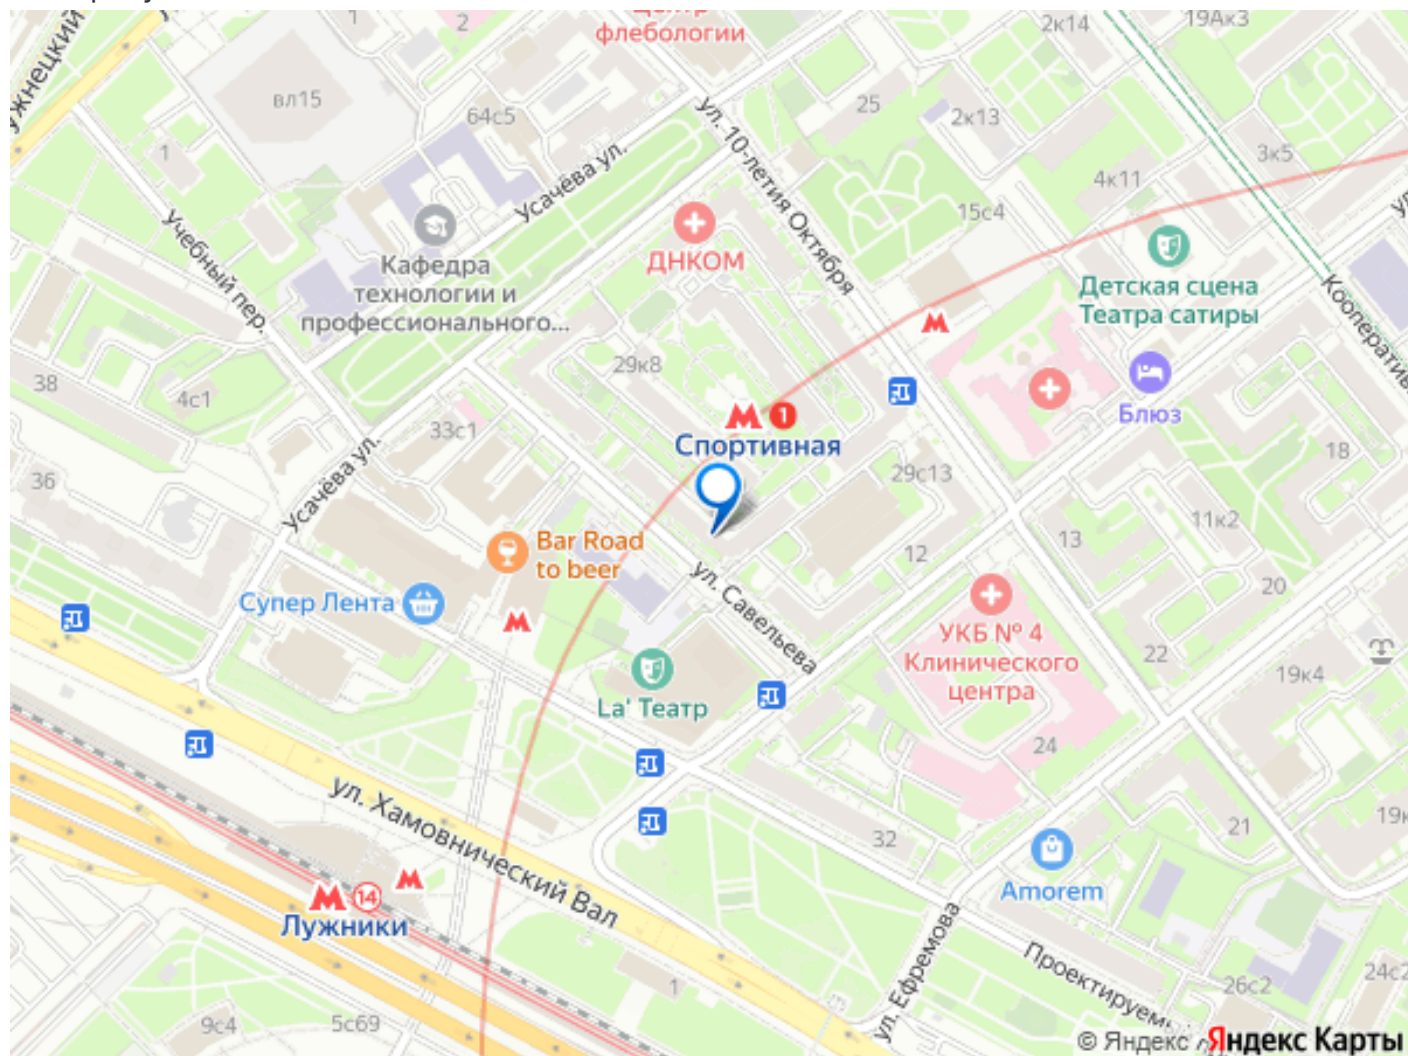 флебологии
1
2
2к14
19Ак3
вл15
64с5
25
2к13
3к5
4к11
15с4
1
Усачёва ул.
ул. 10-летия Октября
Учебный пер.
ДНКОМ
Кафедра
технологии и
профессионального...
Детская сцена
Театра сатиры
Блюз
38
4с1
33с1
29к8
1
Спортивная
29с13
18
36
Усачёва ул.
Bar Road
to beer
12
13
11к2
20
Супер Лента
ул. Савельева
УКБ № 4
Клинического
центра
22
19к4
La' Театр
24
ул. Хамовнический Вал
32
21
Amorem
14
Лужники
ул. Ефремова
1
26с2
9с4
5с69
© Яндекс
Яндекс Карты